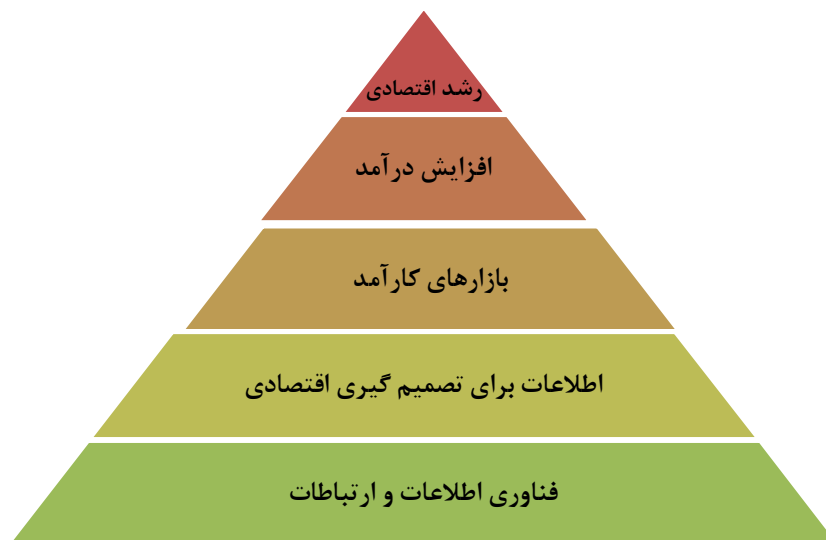 رشد اقتصادی
افزایش درآمد
بازارهای کارآمد
اطلاعات برای تصمیم گیری اقتصادی
فناوری اطلاعات و ارتباطات